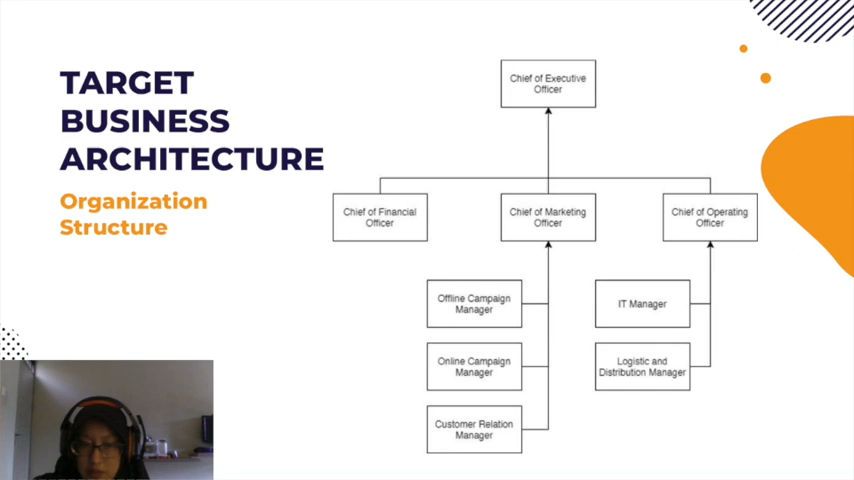 TARGET
BUSINESS
ARCHITECTURE
Organization
Structure
Chief of Executive
Officer
Chief of Financial
Officer
Chief of Marketing
Officer
Chief of Operating
Officer
Offline Campaign
Manager
IT Manager
Online Campaign
Manager
Logistic and
Distribution Manager
Customer Relation
Manager